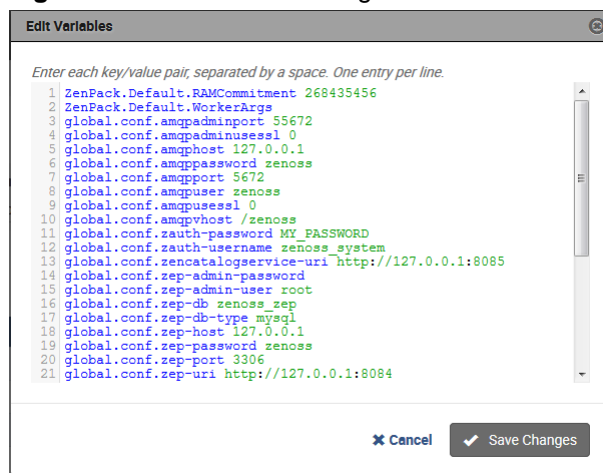 Edit Variables
Enter each key/value pair, separated by a space. One entry per line.
1 ZenPack.Default.RAMCommitment 268435456
2 ZenPack.Default.WorkerArgs
3 global.conf.amqpadminport 55672
4 global.conf.amqpadminusessl 0
5 global.conf.amqphost 127.0.0.1
6 global.conf.amqppassword zenoss
7 global.conf.amqpport 5672
8 global.conf.amqpuser zenoss
9 global.conf.amqpusessl 0
10 global.conf.amqpvhost /zenoss
11 global.conf.zauth-password MY_PASSWORD
12 global.conf.zauth-username zenoss_system
13 global.conf.zencatalogservice-uri http://127.0.0.1:8085
14 global.conf.zep-admin-password
15 global.conf.zep-admin-user root
16 global.conf.zep-db zenoss_zep
17 global.conf.zep-db-type mysql
18 global.conf.zep-host 127.0.0.1
19 global.conf.zep-password zenoss
20 global.conf.zep-port 3306
21 global.conf.zep-uri http://127.0.0.1:8084
Cancel Save Changes